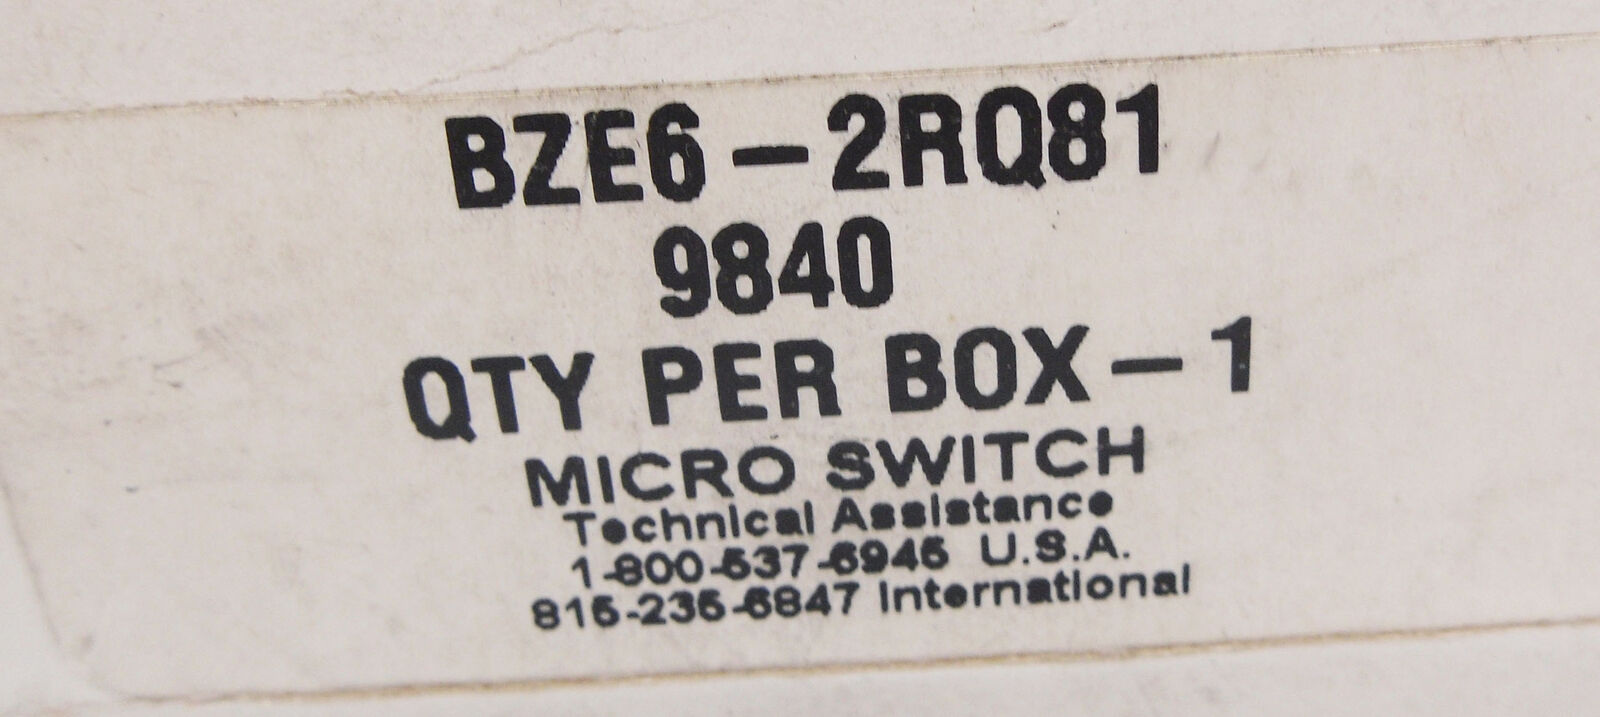 BZE6-2RQ81
9840
QTY PER BOX-1
MICRO SWITCH
Technical Assistance
1-800-537-6945 U.S.A.
815-235-6847 International